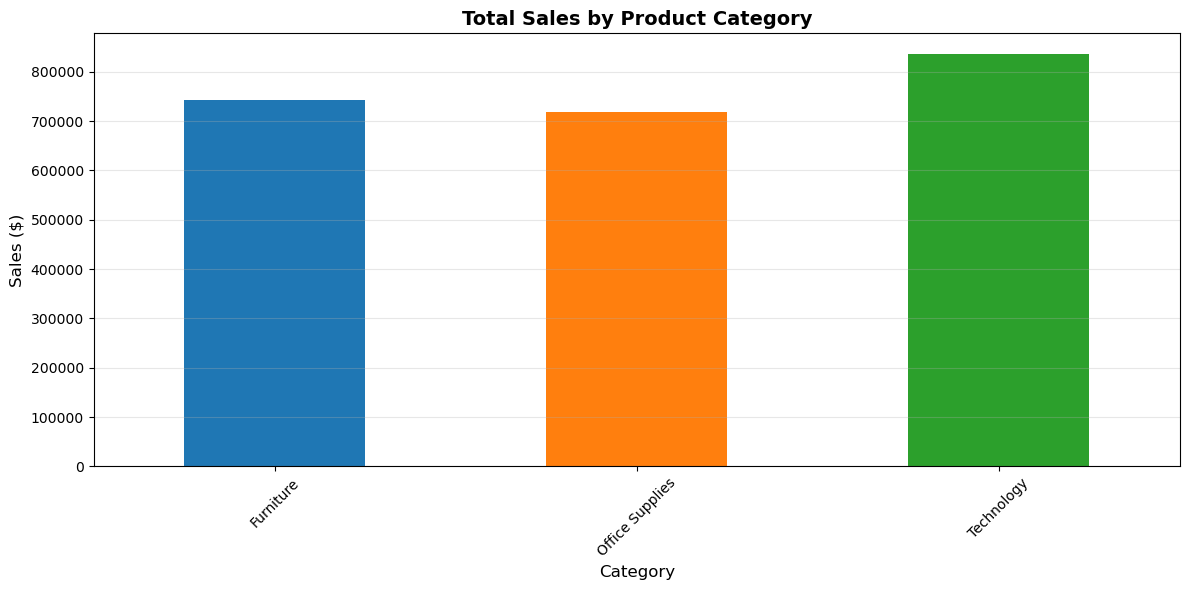 Total Sales by Product Category
Sales ($)
800000
700000
600000
500000
400000
300000
200000
100000
0
Furniture
Office Supplies
Technology
Category